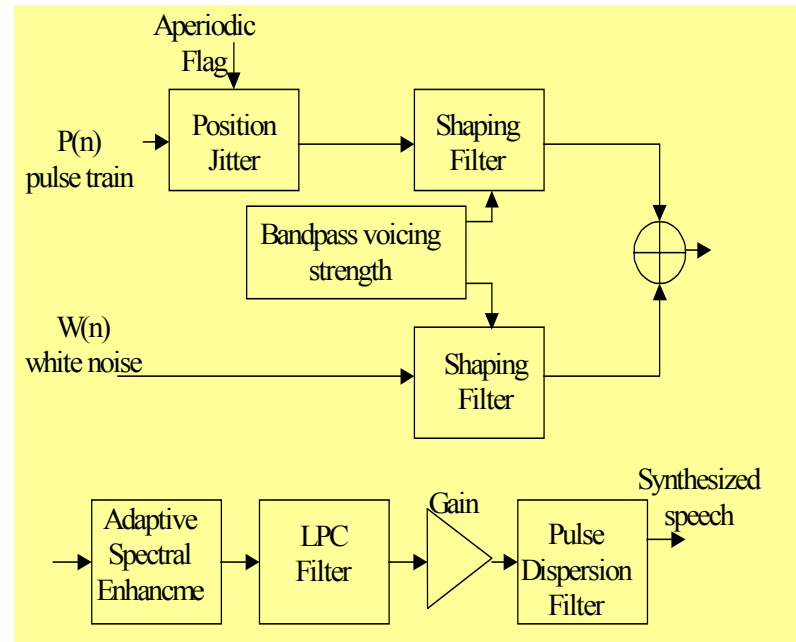 Aperiodic
Flag
P(n)
pulse train
Position
Jitter
Shaping
Filter
Bandpass voicing
strength
W(n)
white noise
Shaping
Filter
Adaptive
Spectral
Enhancme
LPC
Filter
Gain
Pulse
Dispersion
Filter
Synthesized
speech